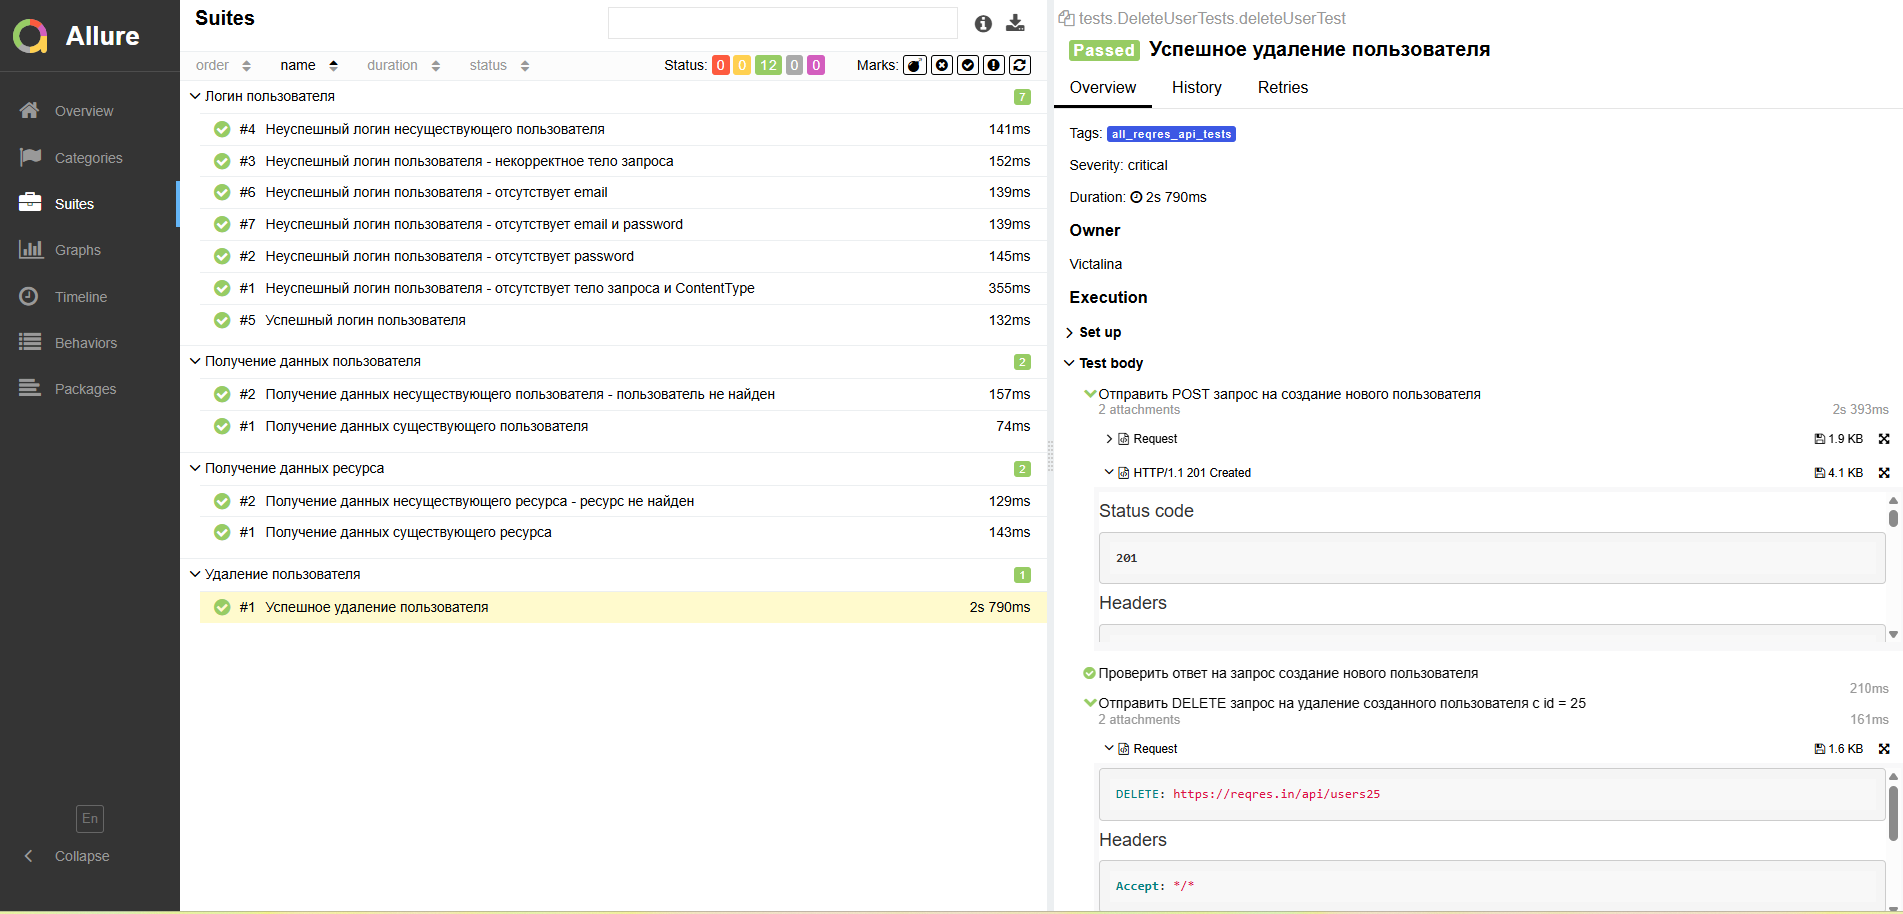 Allure
Overview
Categories
Suites
Graphs
Timeline
Behaviors
Packages
En
Collapse
Suites
order name duration status Status: 0 0 12 0 0 Marks:
Логин пользователя 7
#4 Неуспешный логин несуществующего пользователя 141ms
#3 Неуспешный логин пользователя - некорректное тело запроса 152ms
#6 Неуспешный логин пользователя - отсутствует email 139ms
#7 Неуспешный логин пользователя - отсутствует email и password 139ms
#2 Неуспешный логин пользователя - отсутствует password 145ms
#1 Неуспешный логин пользователя - отсутствует тело запроса и ContentType 355ms
#5 Успешный логин пользователя 132ms
Получение данных пользователя 2
#2 Получение данных несуществующего пользователя - пользователь не найден 157ms
#1 Получение данных существующего пользователя 74ms
Получение данных ресурса 2
#2 Получение данных несуществующего ресурса - ресурс не найден 129ms
#1 Получение данных существующего ресурса 143ms
Удаление пользователя 1
#1 Успешное удаление пользователя 2s 790ms
tests.DeleteUserTests.deleteUserTest
Passed Успешное удаление пользователя
Overview History Retries
Tags: all_reqres_api_tests
Severity: critical
Duration: 2s 790ms
Owner
Victalina
Execution
Set up
Test body
Отправить POST запрос на создание нового пользователя
2 attachments 2s 393ms
Request 1.9 KB
HTTP/1.1 201 Created 4.1 KB
Status code
201
Headers
Проверить ответ на запрос создание нового пользователя
210ms
Отправить DELETE запрос на удаление созданного пользователя с id = 25
2 attachments 161ms
Request 1.6 KB
DELETE: https://reqres.in/api/users25
Headers
Accept: */*